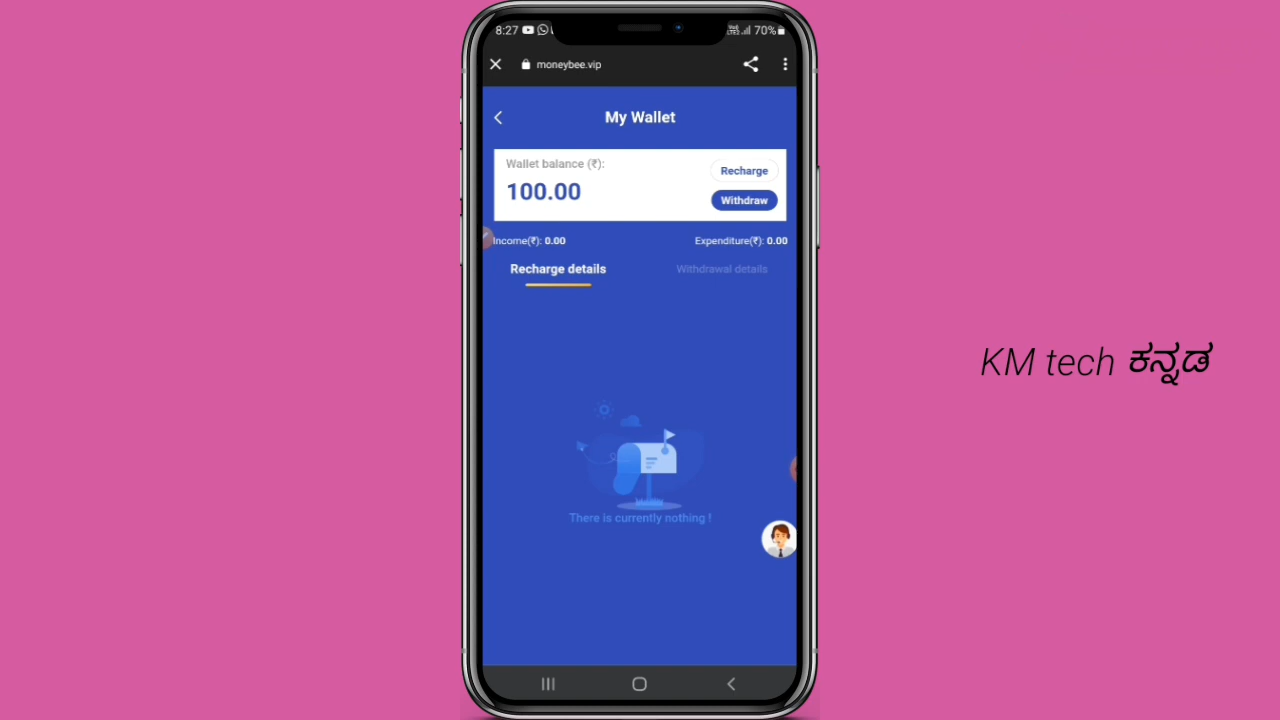 8:27
70%
moneybee.vip
My Wallet
Wallet balance (₹):
100.00
Recharge
Withdraw
Income(₹): 0.00
Expenditure(₹): 0.00
Recharge details
Withdrawal details
There is currently nothing !
KM tech ಕನ್ನಡ